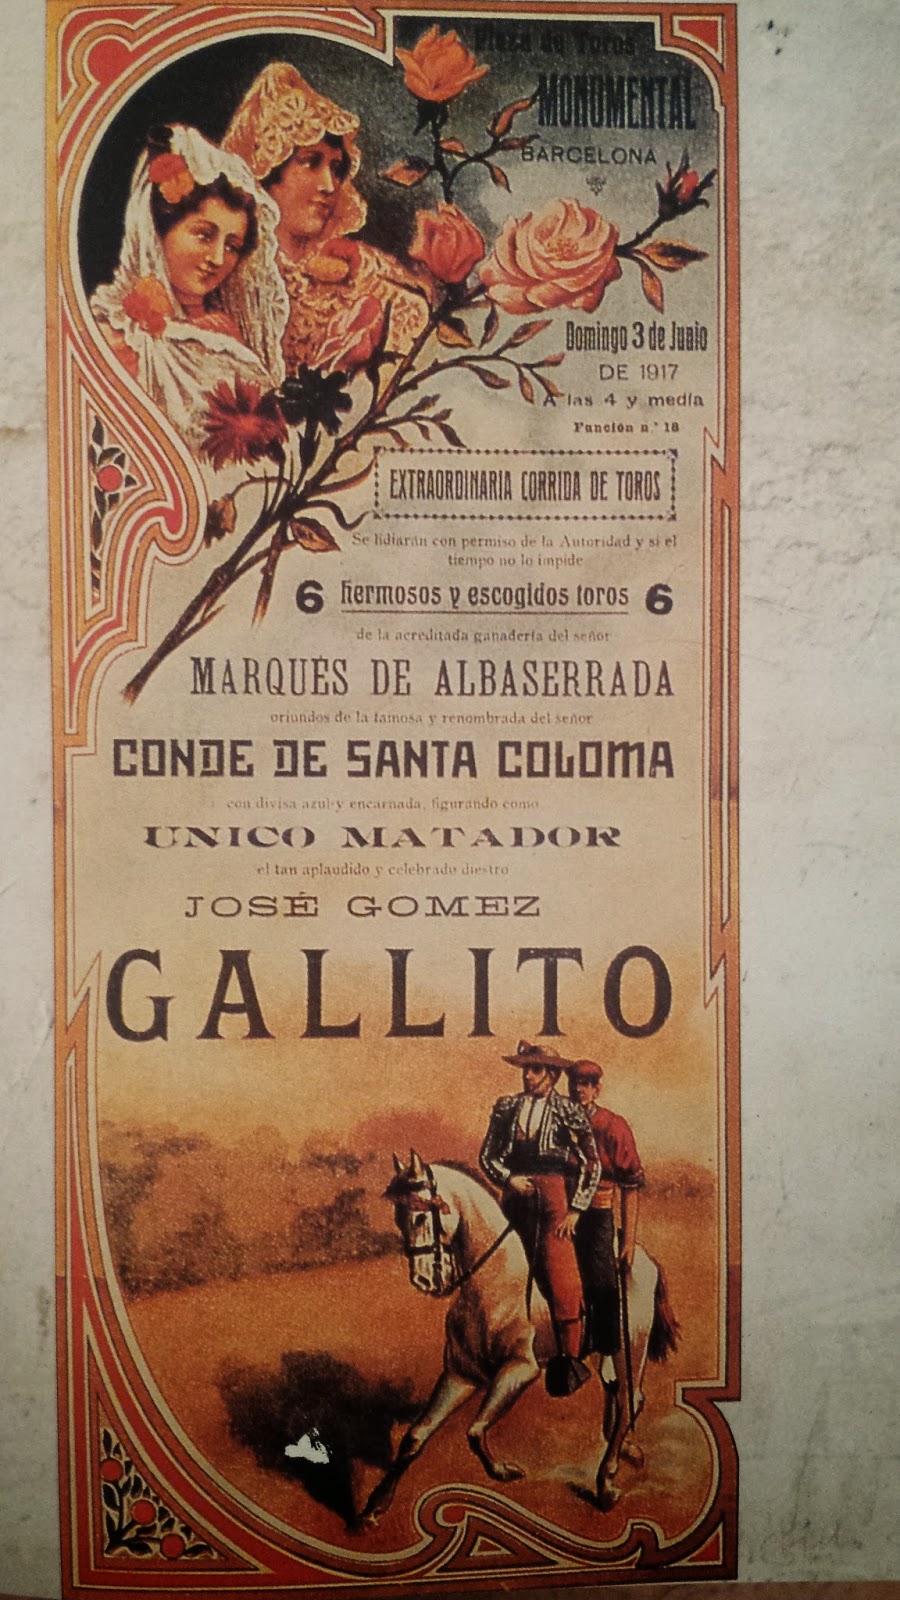 Plaza de Toros
MONUMENTAL
BARCELONA
Domingo 3 de Junio
DE 1917
A las 4 y media
Función n.º 18
EXTRAORDINARIA CORRIDA DE TOROS
Se lidiarán con permiso de la Autoridad y si el
tiempo no lo impide
6 hermosos y escogidos toros 6
de la acreditada ganadería del señor
MARQUÉS DE ALBASERRADA
oriundos de la famosa y renombrada del señor
CONDE DE SANTA COLOMA
con divisa azul y encarnada, figurando como
UNICO MATADOR
el tan aplaudido y celebrado diestro
JOSÉ GOMEZ
GALLITO